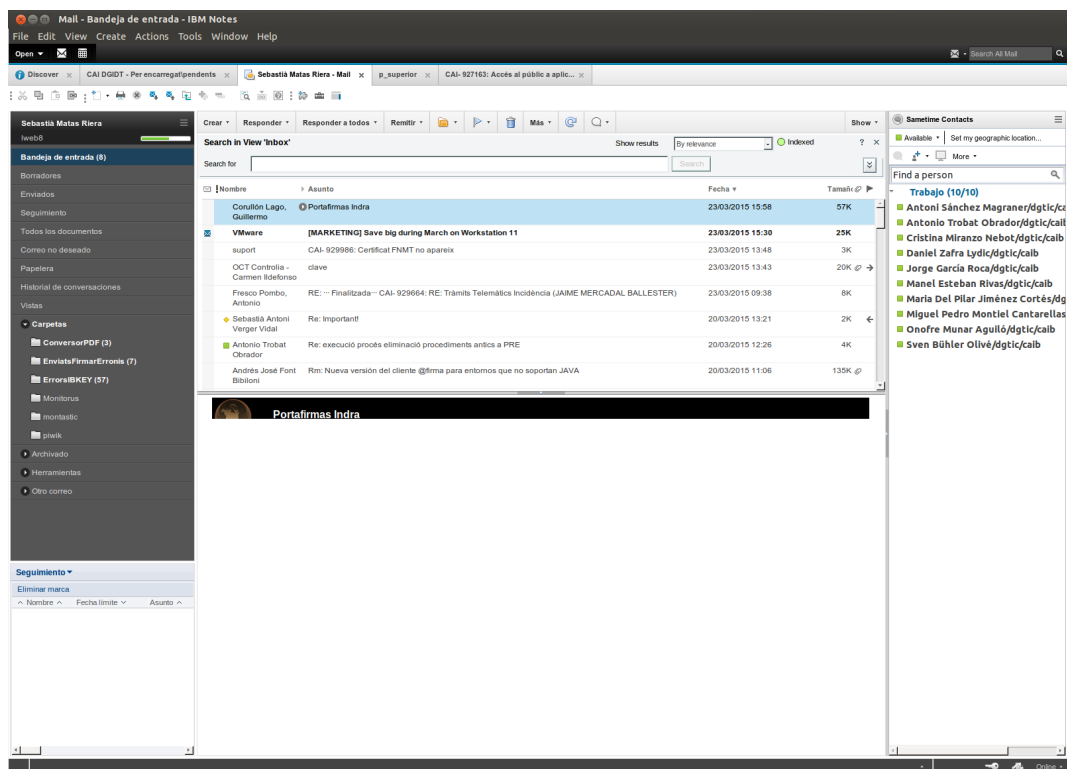 Mail - Bandeja de entrada - IBM Notes
File Edit View Create Actions Tools Window Help
Open
Search All Mail
Discover
CAI DGIDT - Per encarregat\pendents
Sebastià Matas Riera - Mail
p_superior
CAI- 927163: Accés al públic a aplic...
Sebastià Matas Riera
lweb8
Bandeja de entrada (8)
Borradores
Enviados
Seguimiento
Todos los documentos
Correo no deseado
Papelera
Historial de conversaciones
Vistas
Carpetas
ConversorPDF (3)
EnviatsFirmarErronis (7)
ErrorsIBKEY (57)
Monitorus
montastic
piwik
Archivado
Herramientas
Otro correo
Seguimiento
Eliminar marca
Nombre Fecha límite Asunto
Crear Responder Responder a todos Remitir Más Show
Search in View 'Inbox' Show results By relevance Indexed ? ×
Search for Search
Nombre Asunto Fecha Tamañc
Corullón Lago, Guillermo Portafirmas Indra 23/03/2015 15:58 57K
VMware [MARKETING] Save big during March on Workstation 11 23/03/2015 15:30 25K
suport CAI- 929986: Certificat FNMT no apareix 23/03/2015 13:48 3K
OCT Controlia - Carmen Ildefonso clave 23/03/2015 13:43 20K
Fresco Pombo, Antonio RE: --- Finalitzada--- CAI- 929664: RE: Tràmits Telemàtics Incidència (JAIME MERCADAL BALLESTER) 23/03/2015 09:38 8K
Sebastià Antoni Verger Vidal Re: Important! 20/03/2015 13:21 2K
Antonio Trobat Obrador Re: execució procés eliminació procediments antics a PRE 20/03/2015 12:26 4K
Andrés José Font Bibiloni Rm: Nueva versión del cliente @firma para entornos que no soportan JAVA 20/03/2015 11:06 135K
Portafirmas Indra
Sametime Contacts
Available Set my geographic location...
More
Find a person
Trabajo (10/10)
Antoni Sánchez Magraner/dgtic/ca
Antonio Trobat Obrador/dgtic/cail
Cristina Miranzo Nebot/dgtic/caib
Daniel Zafra Lydic/dgtic/caib
Jorge García Roca/dgtic/caib
Manel Esteban Rivas/dgtic/caib
Maria Del Pilar Jiménez Cortés/dg
Miguel Pedro Montiel Cantarellas
Onofre Munar Aguiló/dgtic/caib
Sven Bühler Olivé/dgtic/caib
Online